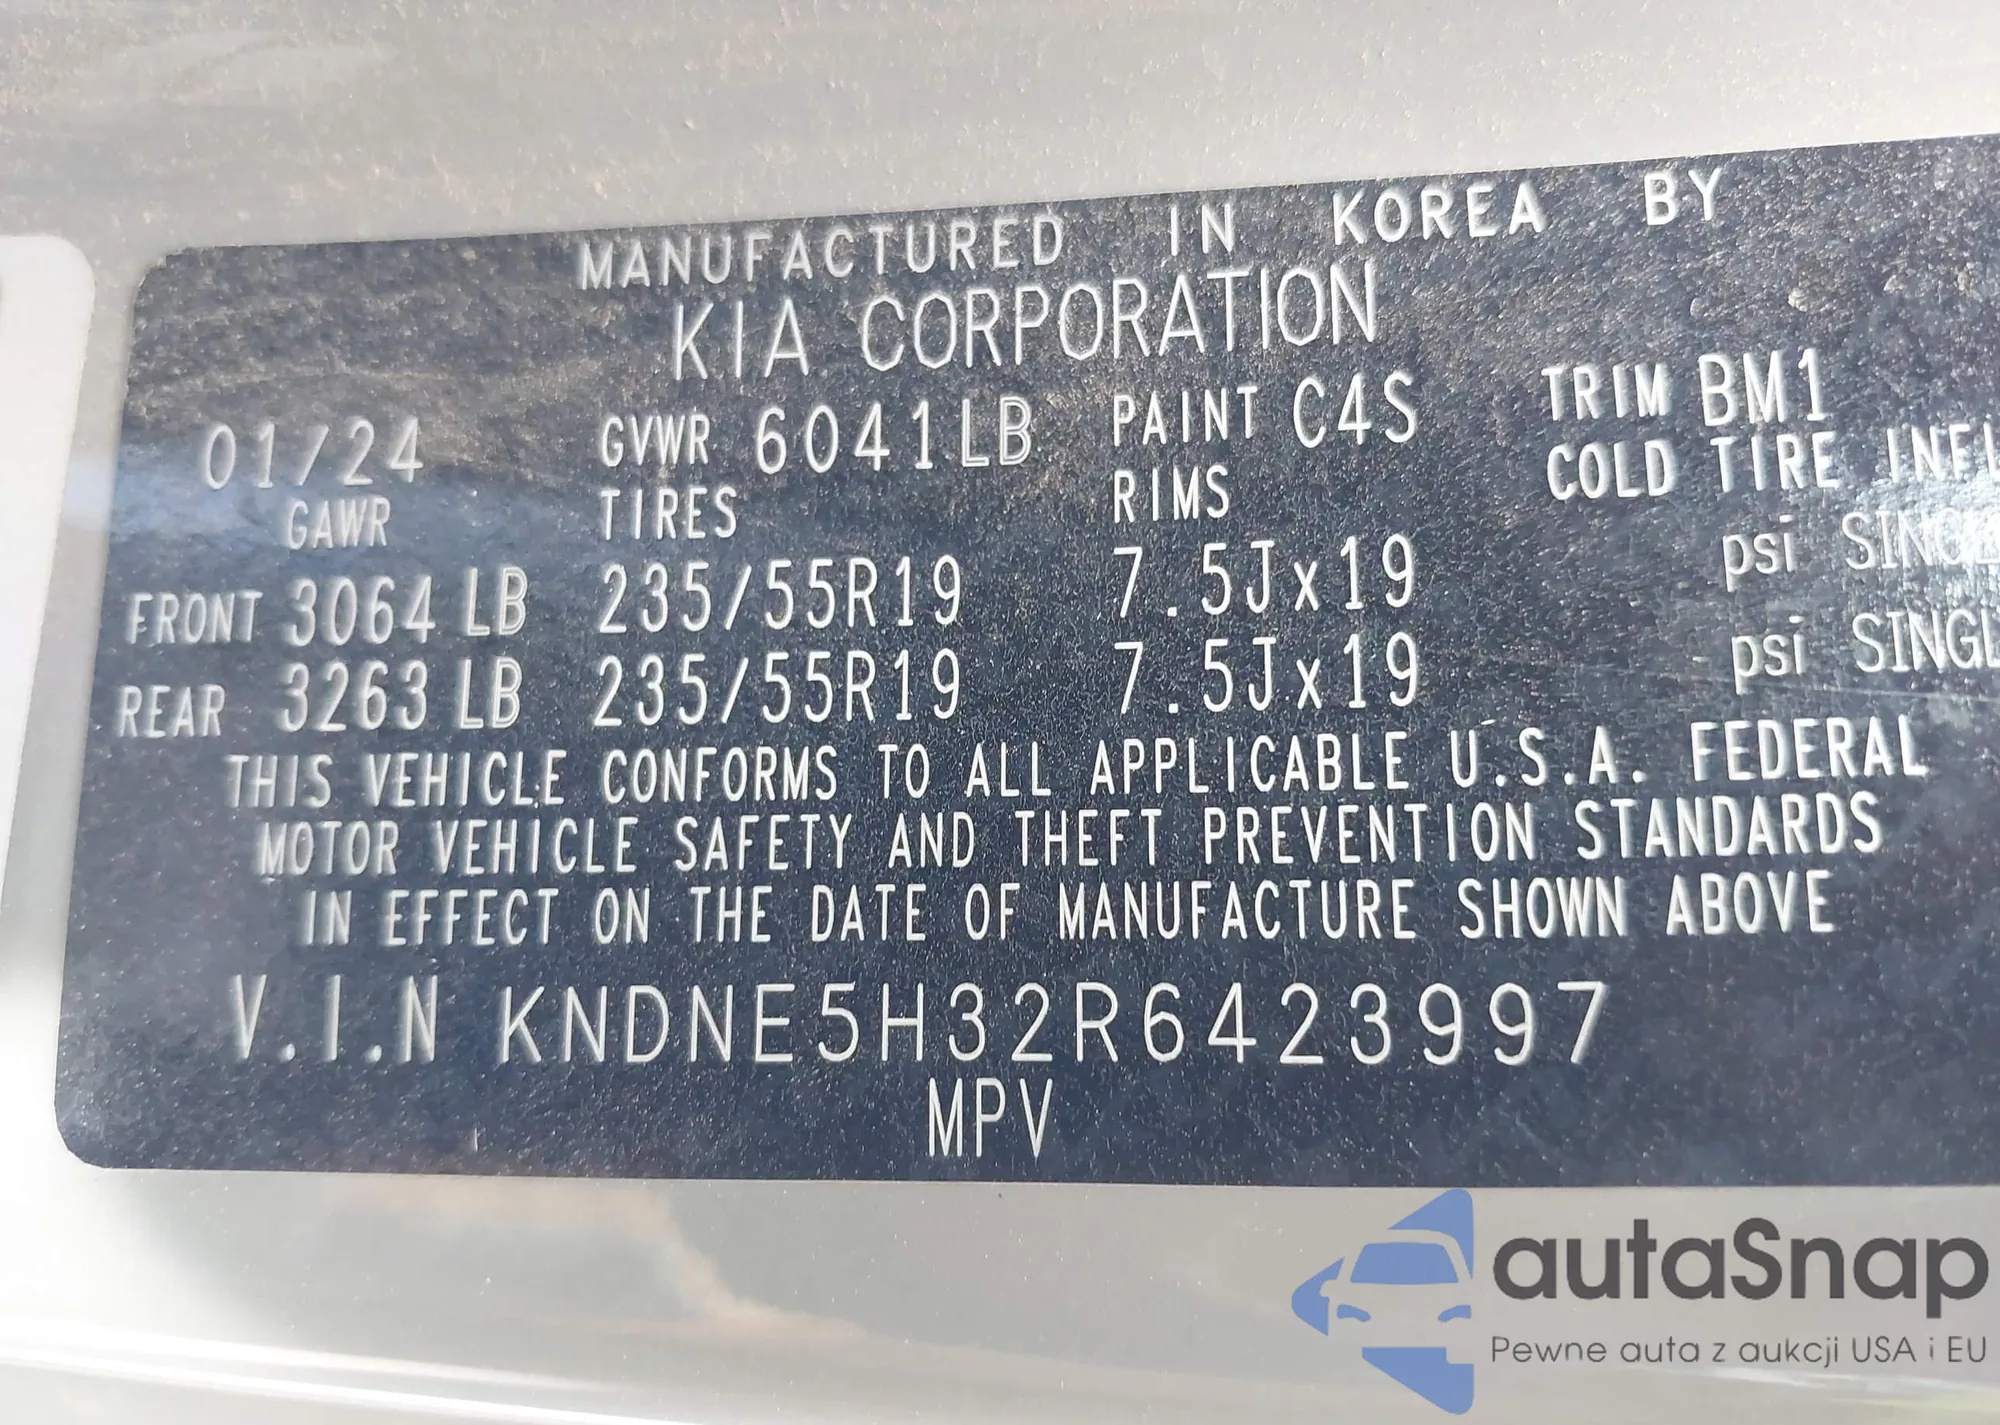 MANUFACTURED IN KOREA BY
KIA CORPORATION
01/24 GVWR 6041LB PAINT C4S TRIM BM1
GAWR TIRES RIMS COLD TIRE INFL
FRONT 3064 LB 235/55R19 7.5Jx19 psi SINGL
REAR 3263 LB 235/55R19 7.5Jx19 psi SINGL
THIS VEHICLE CONFORMS TO ALL APPLICABLE U.S.A. FEDERAL
MOTOR VEHICLE SAFETY AND THEFT PREVENTION STANDARDS
IN EFFECT ON THE DATE OF MANUFACTURE SHOWN ABOVE
V.I.N KNDNE5H32R6423997
MPV
autaSnap
Pewne auta z aukcji USA i EU